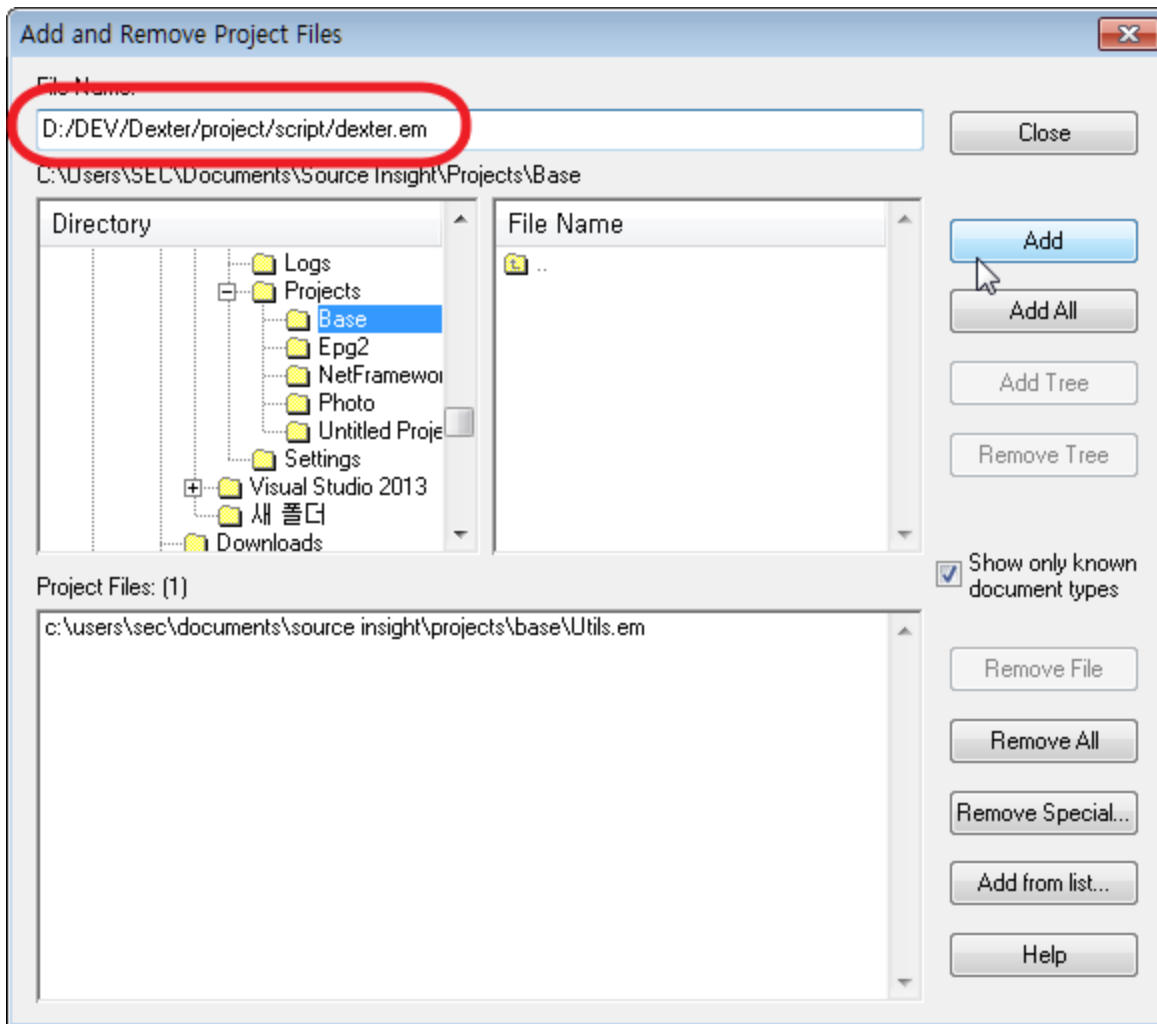 Add and Remove Project Files
File Name:
D:/DEV/Dexter/project/script/dexter.em
Close
C:\Users\SEC\Documents\Source Insight\Projects\Base
Directory
File Name
Logs
..
Add
Projects
Base
Add All
Epg2
NetFramewor
Add Tree
Photo
Untitled Proje
Remove Tree
Settings
Visual Studio 2013
새 폴더
Downloads
Show only known
document types
Project Files: (1)
c:\users\sec\documents\source insight\projects\base\Utils.em
Remove File
Remove All
Remove Special...
Add from list...
Help